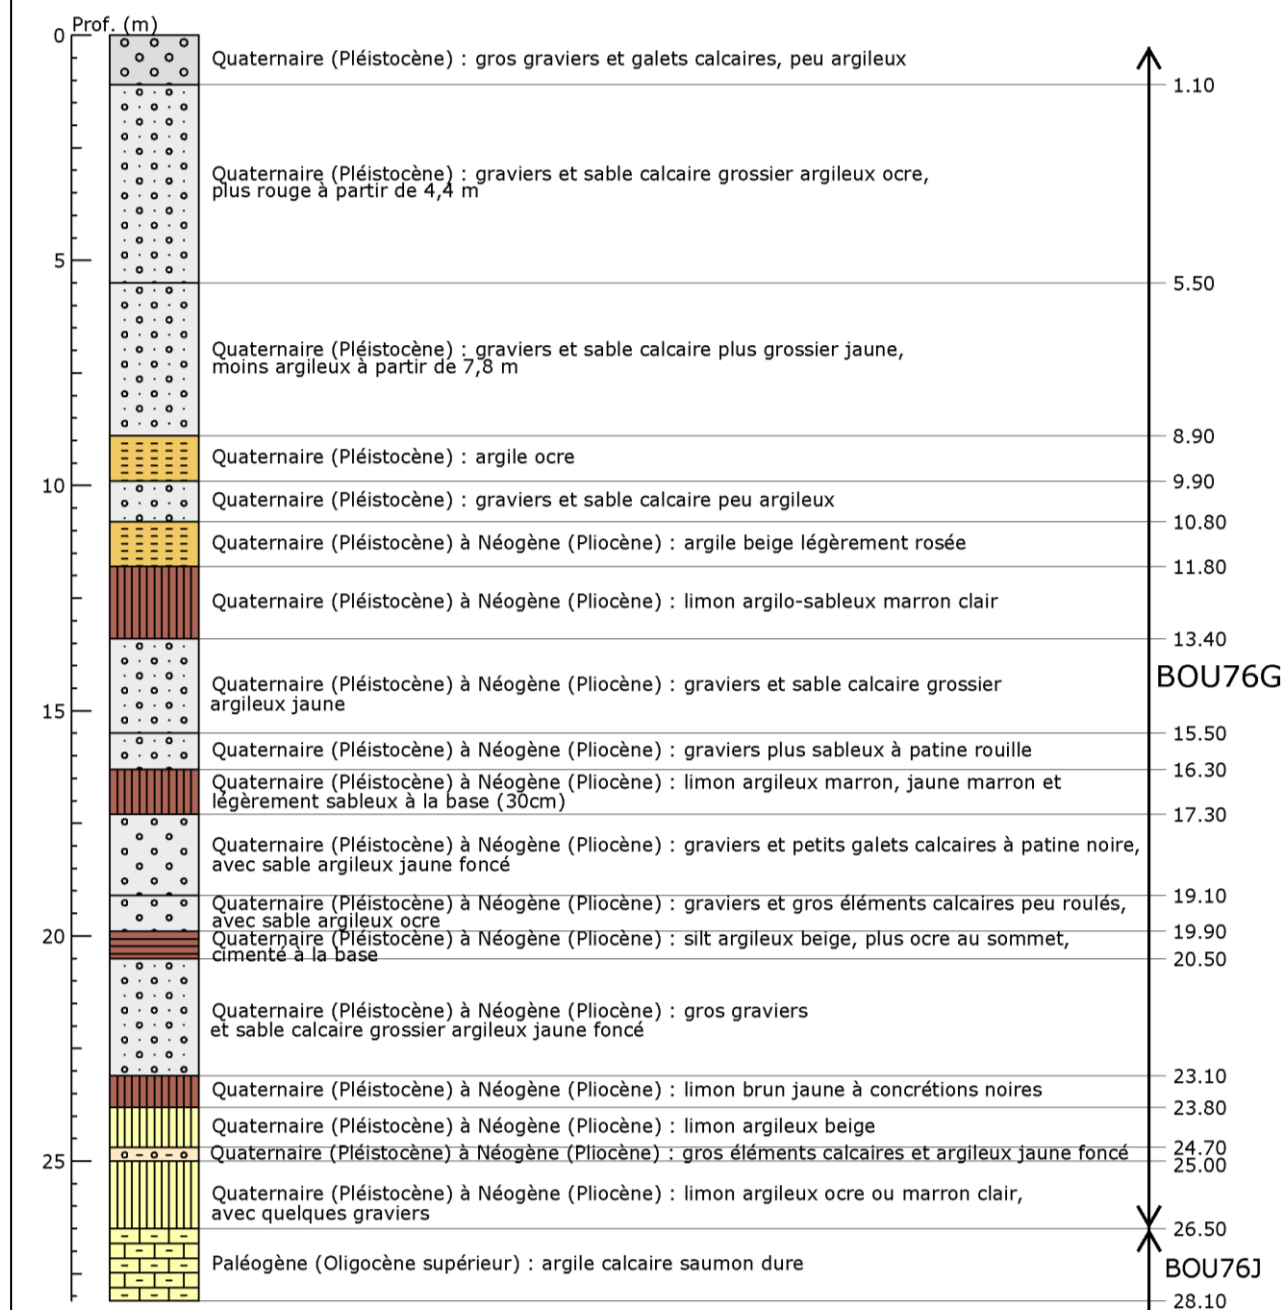 Prof. (m)
0
Quaternaire (Pléistocène) : gros graviers et galets calcaires, peu argileux
1.10
Quaternaire (Pléistocène) : graviers et sable calcaire grossier argileux ocre,
plus rouge à partir de 4,4 m
5
5.50
Quaternaire (Pléistocène) : graviers et sable calcaire plus grossier jaune,
moins argileux à partir de 7,8 m
8.90
Quaternaire (Pléistocène) : argile ocre
9.90
10
Quaternaire (Pléistocène) : graviers et sable calcaire peu argileux
10.80
Quaternaire (Pléistocène) à Néogène (Pliocène) : argile beige légèrement rosée
11.80
Quaternaire (Pléistocène) à Néogène (Pliocène) : limon argilo-sableux marron clair
13.40
BOU76G
Quaternaire (Pléistocène) à Néogène (Pliocène) : graviers et sable calcaire grossier
argileux jaune
15
15.50
Quaternaire (Pléistocène) à Néogène (Pliocène) : graviers plus sableux à patine rouille
16.30
Quaternaire (Pléistocène) à Néogène (Pliocène) : limon argileux marron, jaune marron et
légèrement sableux à la base (30cm)
17.30
Quaternaire (Pléistocène) à Néogène (Pliocène) : graviers et petits galets calcaires à patine noire,
avec sable argileux jaune foncé
19.10
Quaternaire (Pléistocène) à Néogène (Pliocène) : graviers et gros éléments calcaires peu roulés,
avec sable argileux ocre
19.90
20
Quaternaire (Pléistocène) à Néogène (Pliocène) : silt argileux beige, plus ocre au sommet,
cimenté à la base
20.50
Quaternaire (Pléistocène) à Néogène (Pliocène) : gros graviers
et sable calcaire grossier argileux jaune foncé
23.10
Quaternaire (Pléistocène) à Néogène (Pliocène) : limon brun jaune à concrétions noires
23.80
Quaternaire (Pléistocène) à Néogène (Pliocène) : limon argileux beige
24.70
Quaternaire (Pléistocène) à Néogène (Pliocène) : gros éléments calcaires et argileux jaune foncé
25
25.00
Quaternaire (Pléistocène) à Néogène (Pliocène) : limon argileux ocre ou marron clair,
avec quelques graviers
26.50
Paléogène (Oligocène supérieur) : argile calcaire saumon dure
BOU76J
28.10